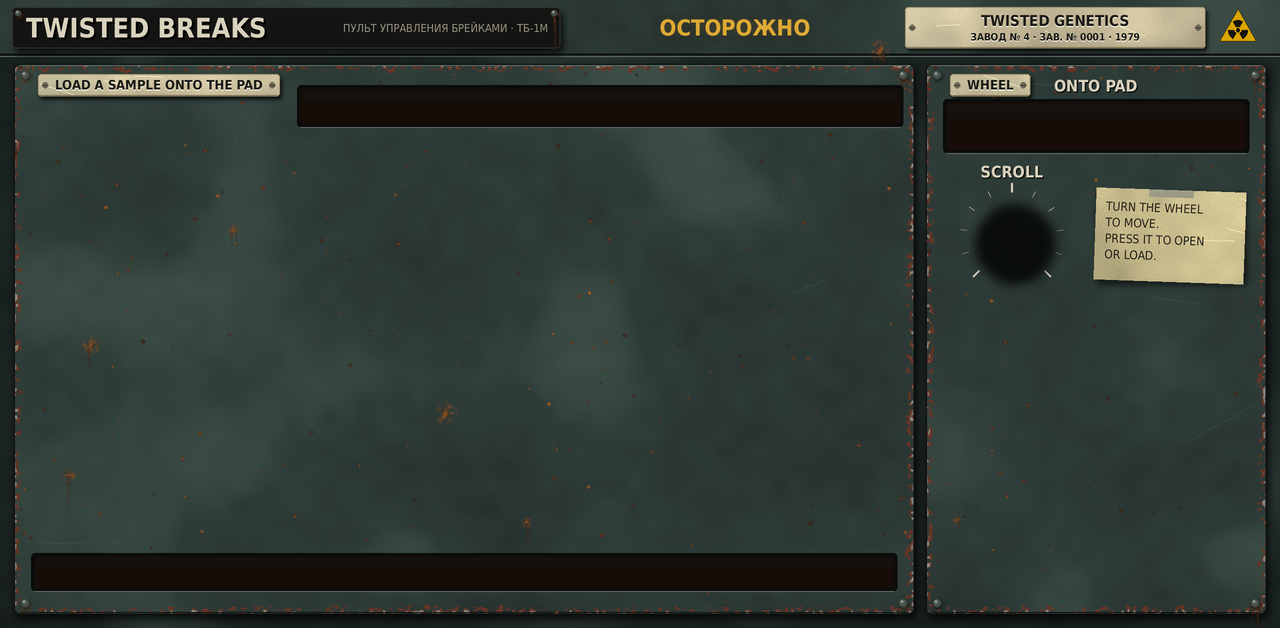 TWISTED BREAKS
ПУЛЬТ УПРАВЛЕНИЯ БРЕЙКАМИ · ТБ-1М
ОСТОРОЖНО
TWISTED GENETICS
ЗАВОД № 4 · ЗАВ. № 0001 · 1979
LOAD A SAMPLE ONTO THE PAD
WHEEL
ONTO PAD
SCROLL
TURN THE WHEEL
TO MOVE.
PRESS IT TO OPEN
OR LOAD.